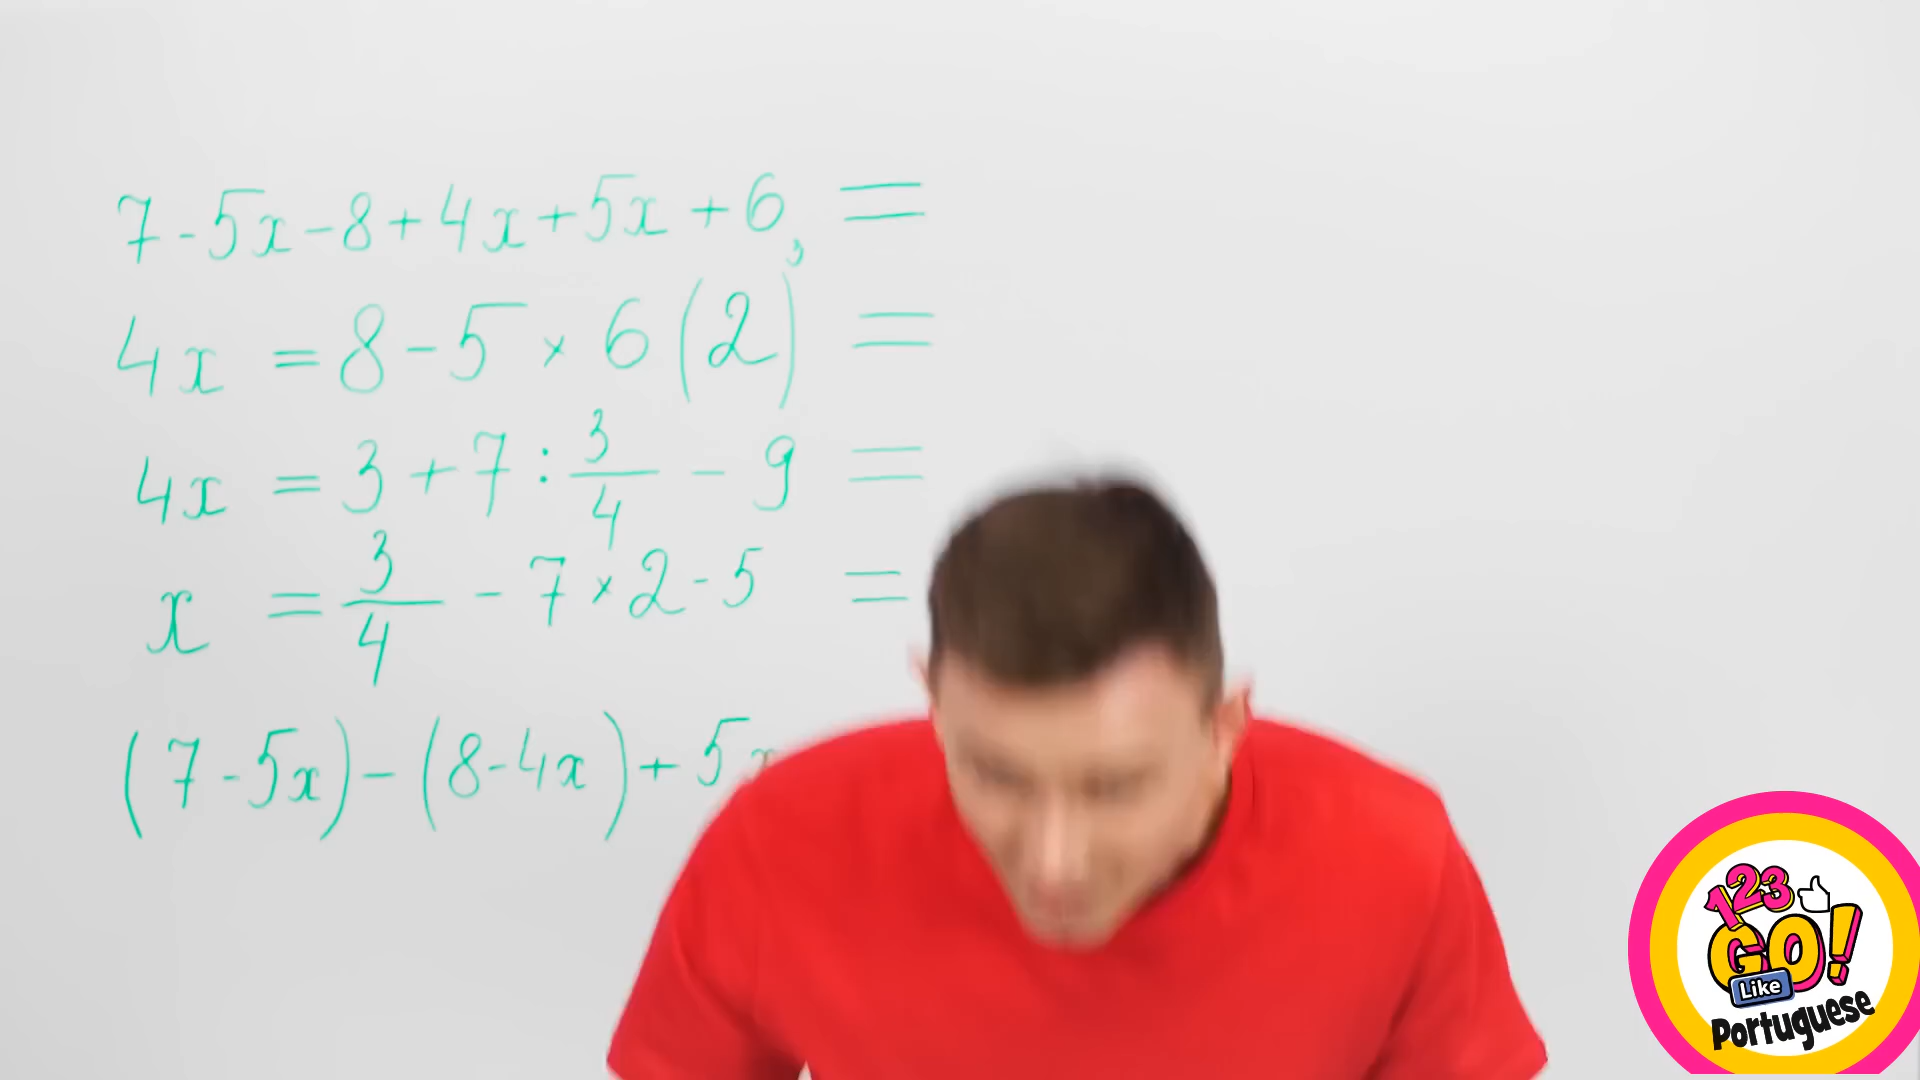 7-5x-8+4x+5x+6, =
4x = 8-5×6(2) =
4x = 3+7:3/4 - 9 =
x = 3/4 - 7×2-5 =
(7-5x)-(8-4x)+5x
123
GO!
Like
Portuguese